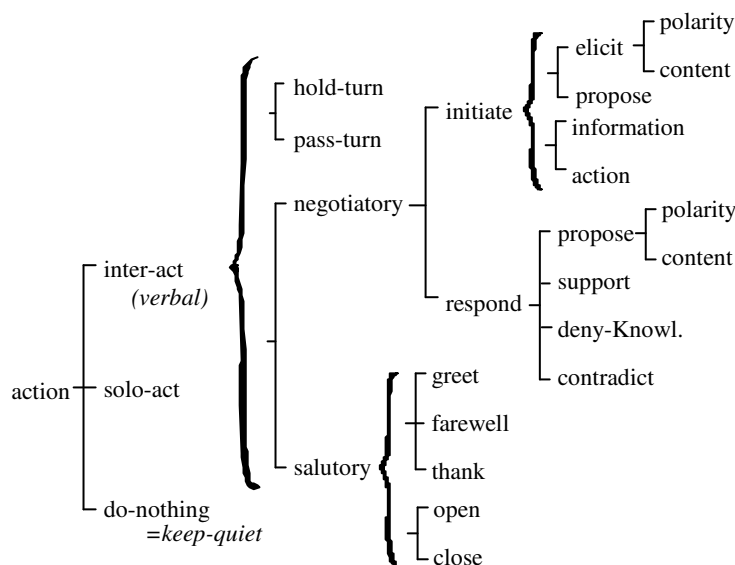 polarity
elicit
content
hold-turn
propose
initiate
information
pass-turn
action
negotiatory
polarity
propose
content
inter-act
(verbal)
support
respond
deny-Knowl.
greet
contradict
action
solo-act
farewell
salutory
thank
do-nothing
open
=keep-quiet
close